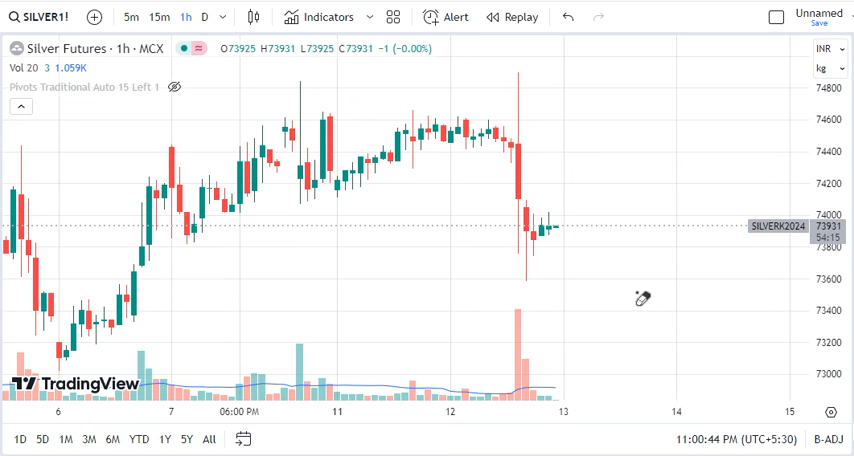 SILVER1! 5m 15m 1h D Indicators Alert Replay Unnamed
Save
Silver Futures · 1h · MCX O73925 H73931 L73925 C73931 −1 (−0.00%) INR
Vol 20 3 1.059K kg
Pivots Traditional Auto 15 Left 1
74800
74600
74400
74200
74000
SILVERK2024 73931
54:15
73800
73600
73400
73200
73000
TradingView
6 7 06:00 PM 11 12 13 14 15
1D 5D 1M 3M 6M YTD 1Y 5Y All 11:00:44 PM (UTC+5:30) B-ADJ